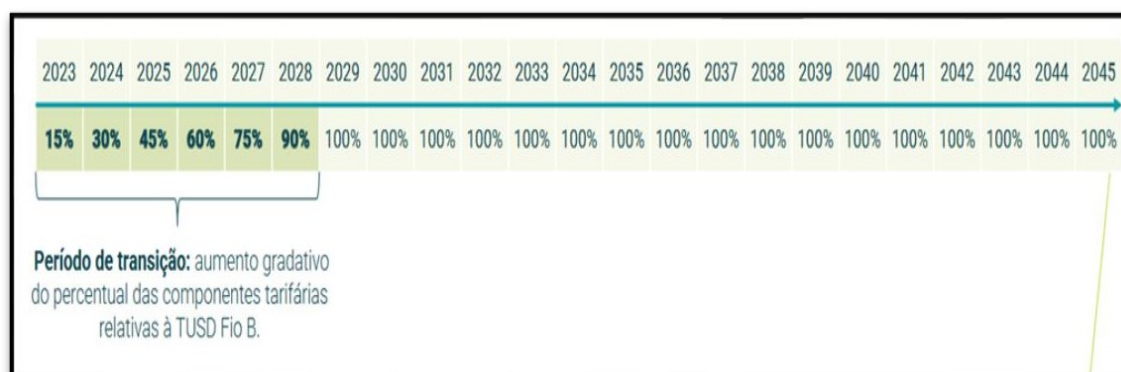 2023 2024 2025 2026 2027 2028 2029 2030 2031 2032 2033 2034 2035 2036 2037 2038 2039 2040 2041 2042 2043 2044 2045
15% 30% 45% 60% 75% 90% 100% 100% 100% 100% 100% 100% 100% 100% 100% 100% 100% 100% 100% 100% 100% 100% 100%
Período de transição: aumento gradativo
do percentual das componentes tarifárias
relativas à TUSD Fio B.